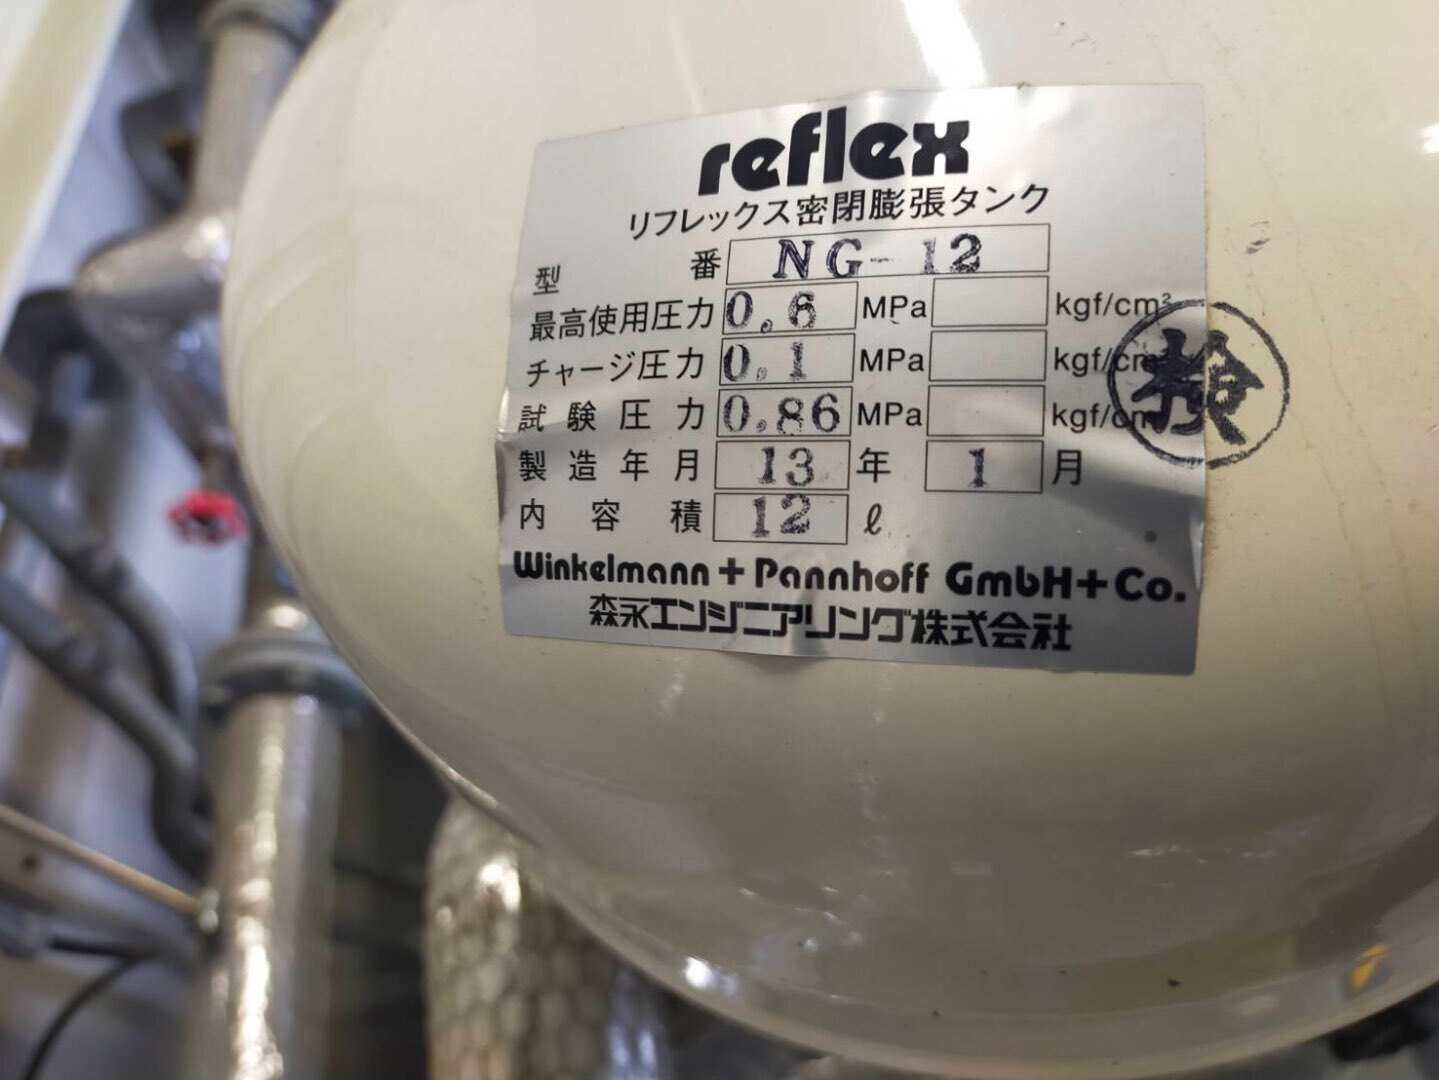 reflex
リフレックス密閉膨張タンク
型番 NG-12
最高使用圧力 0.6 MPa kgf/cm²
チャージ圧力 0.1 MPa kgf/cm²
試験圧力 0.86 MPa kgf/cm²
製造年月 13 年 1 月
内容積 12 ℓ
Winkelmann + Pannhoff GmbH + Co.
森永エンジニアリング株式会社
検